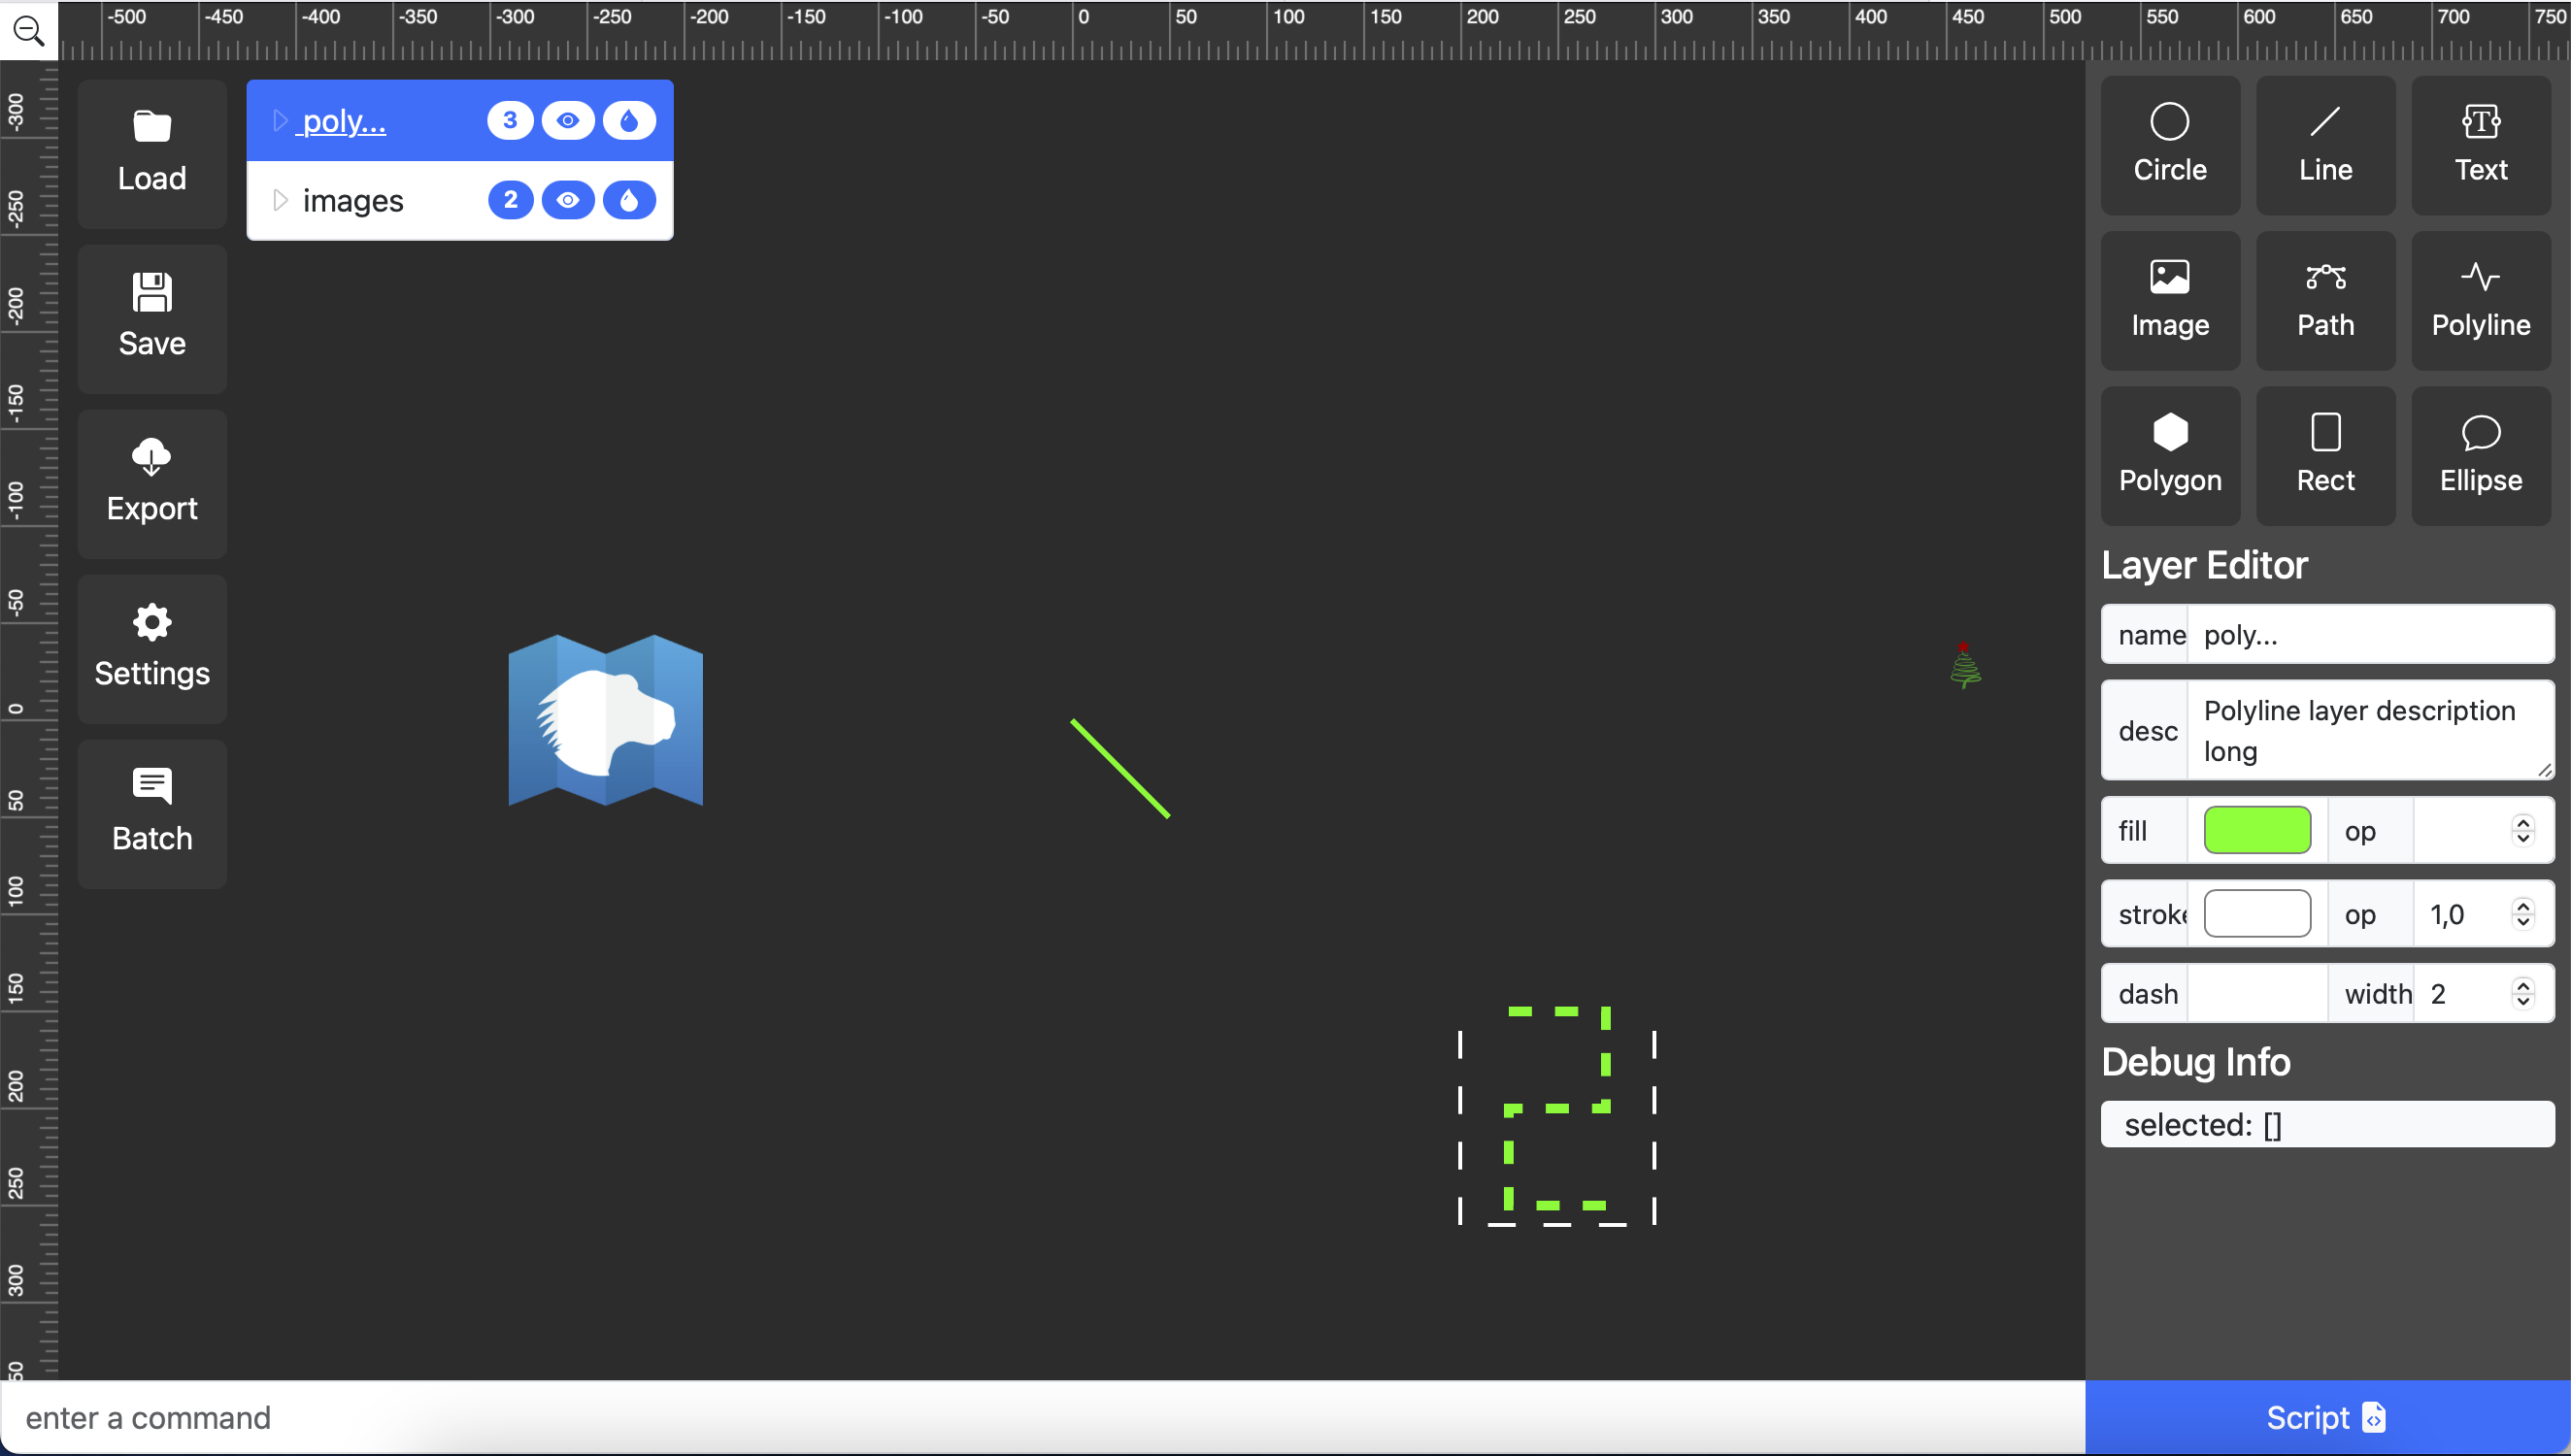 -500 -450 -400 -350 -300 -250 -200 -150 -100 -50 0 50 100 150 200 250 300 350 400 450 500 550 600 650 700 750
-300
-250
-200
-150
-100
-50
0
50
100
150
200
250
300
50
Load
Save
Export
Settings
Batch
poly... 3
images 2
Circle Line Text
Image Path Polyline
Polygon Rect Ellipse
Layer Editor
name poly...
desc Polyline layer description
long
fill op
stroke op 1,0
dash width 2
Debug Info
selected: []
enter a command
Script